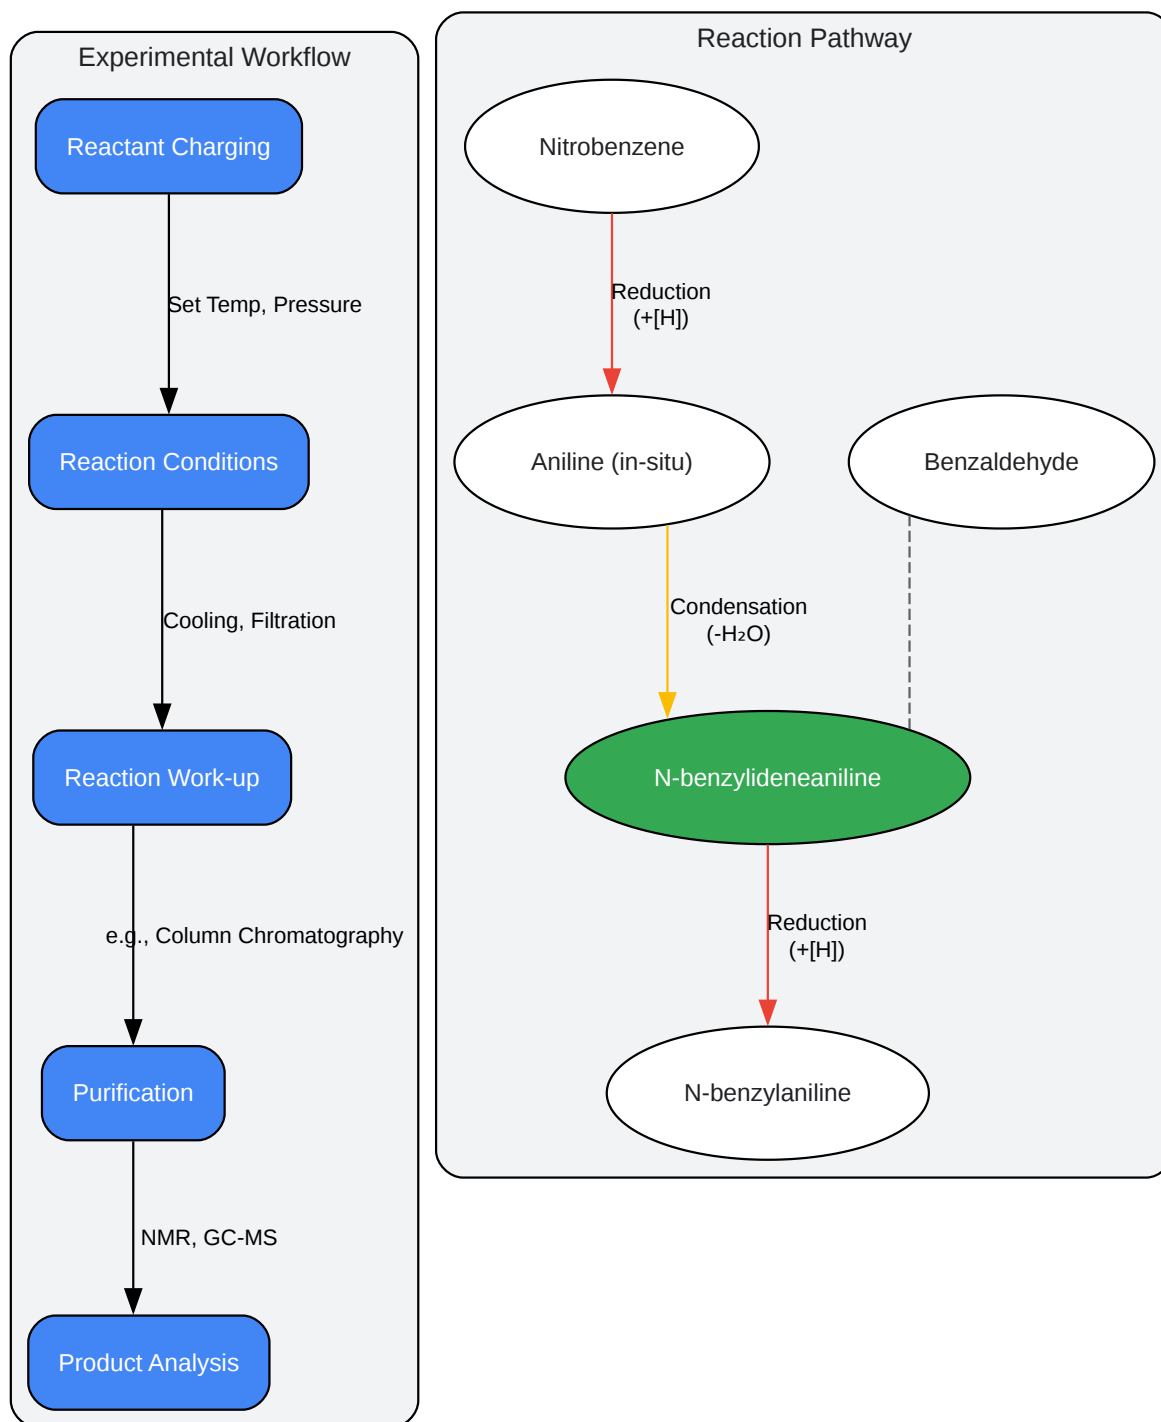 Experimental Workflow
Reactant Charging
Set Temp, Pressure
Reaction Conditions
Cooling, Filtration
Reaction Work-up
e.g., Column Chromatography
Purification
NMR, GC-MS
Product Analysis
Reaction Pathway
Nitrobenzene
Reduction
(+[H])
Aniline (in-situ)
Benzaldehyde
Condensation
(-H₂O)
N-benzylideneaniline
Reduction
(+[H])
N-benzylaniline